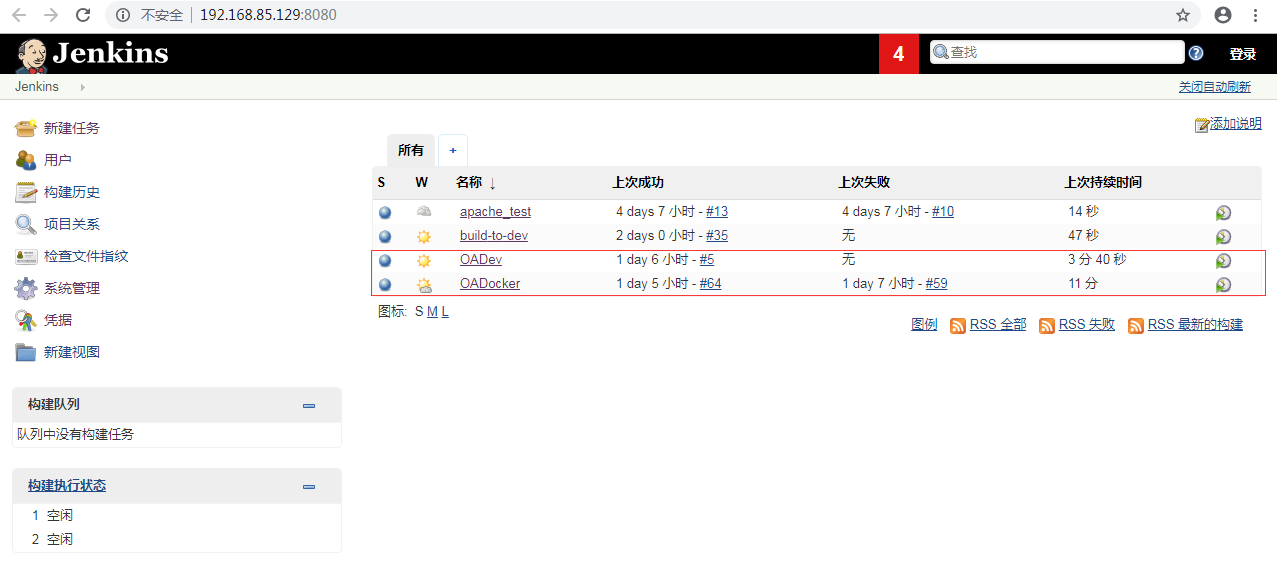 不安全 192.168.85.129:8080
Jenkins 4 查找 登录
Jenkins 关闭自动刷新
添加说明
新建任务
用户
构建历史
项目关系
检查文件指纹
系统管理
凭据
新建视图
构建队列
队列中没有构建任务
构建执行状态
1 空闲
2 空闲
所有 +
S W 名称 ↓ 上次成功 上次失败 上次持续时间
apache_test 4 days 7 小时 - #13 4 days 7 小时 - #10 14 秒
build-to-dev 2 days 0 小时 - #35 无 47 秒
OADev 1 day 6 小时 - #5 无 3 分 40 秒
OADocker 1 day 5 小时 - #64 1 day 7 小时 - #59 11 分
图标: S M L
图例 RSS 全部 RSS 失败 RSS 最新的构建